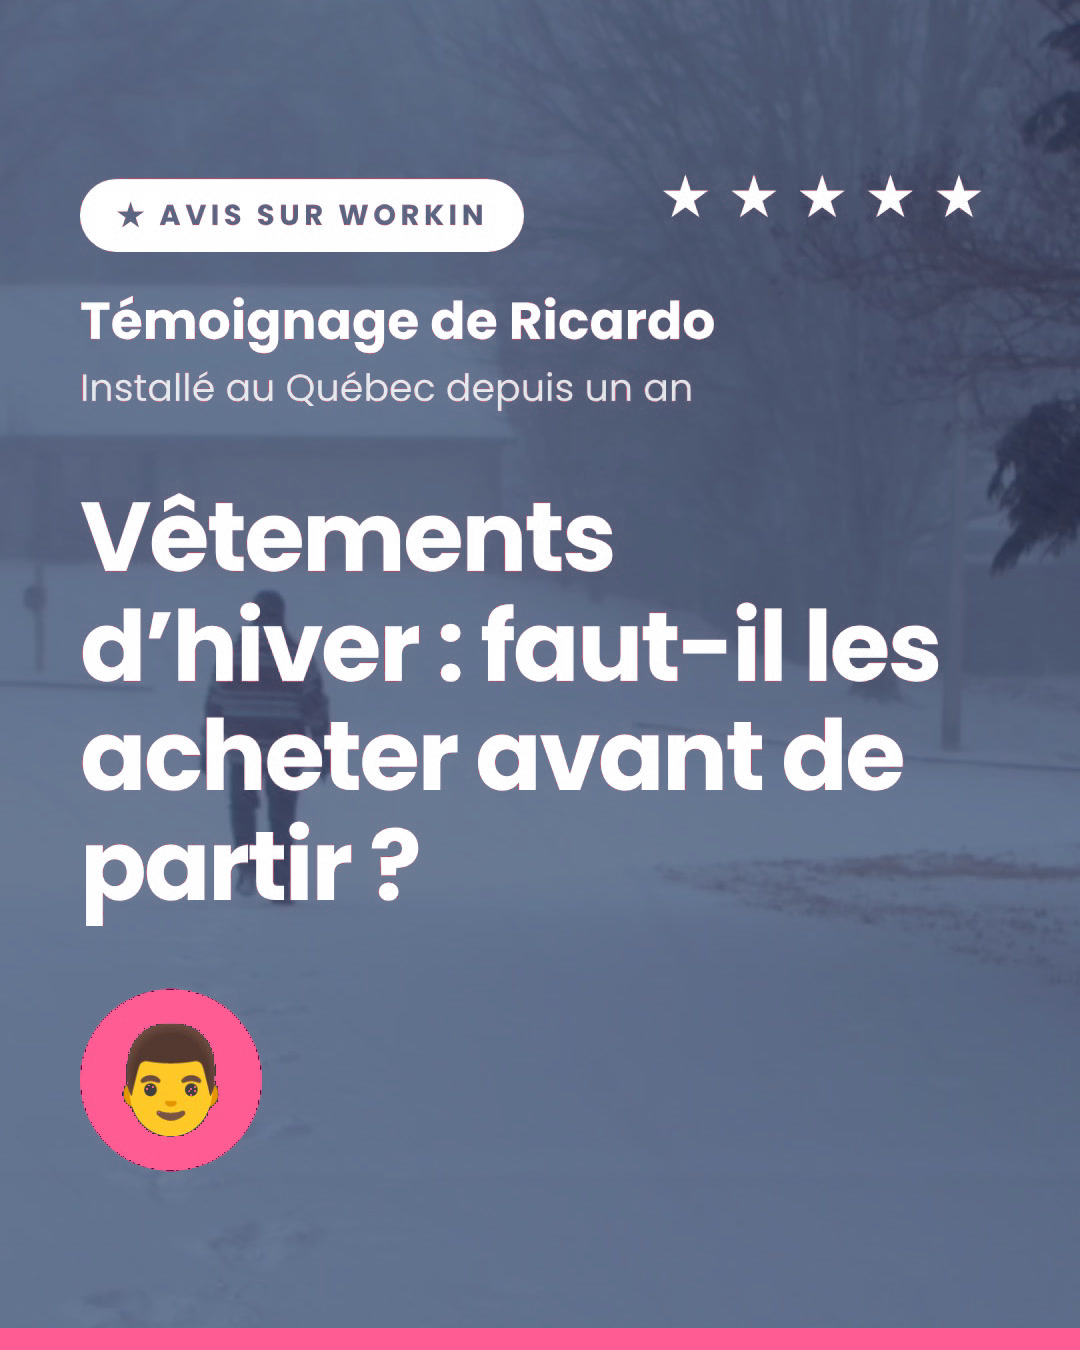 ★ AVIS SUR WORKIN
★ ★ ★ ★ ★
Témoignage de Ricardo
Installé au Québec depuis un an
Vêtements
d’hiver : faut-il les
acheter avant de
partir ?